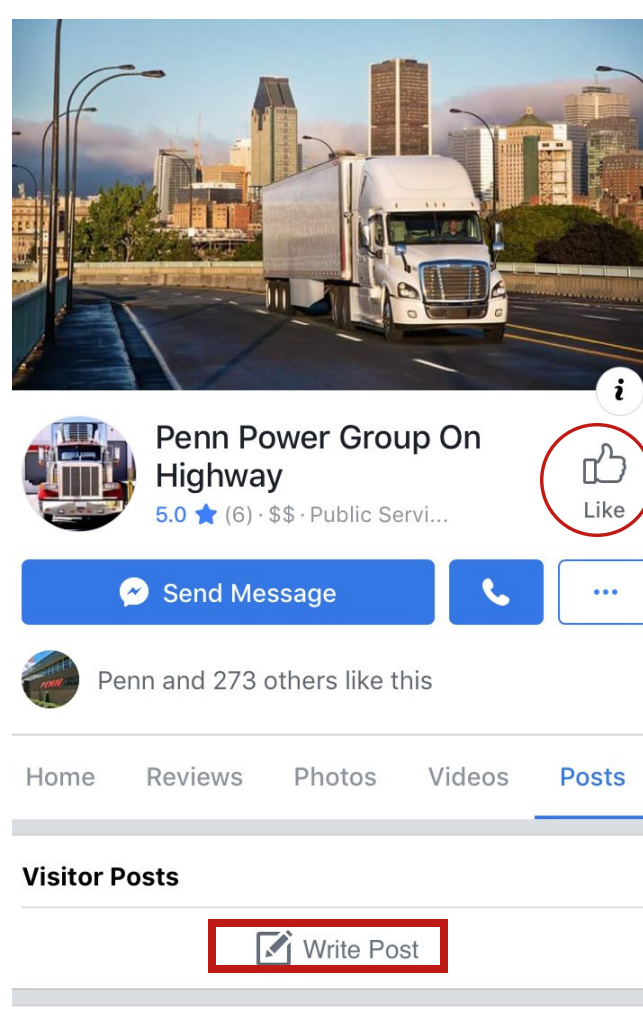 Penn Power Group On
Highway
5.0 ★ (6) · $$ · Public Servi...
Like
Send Message
Penn and 273 others like this
Home Reviews Photos Videos Posts
Visitor Posts
Write Post